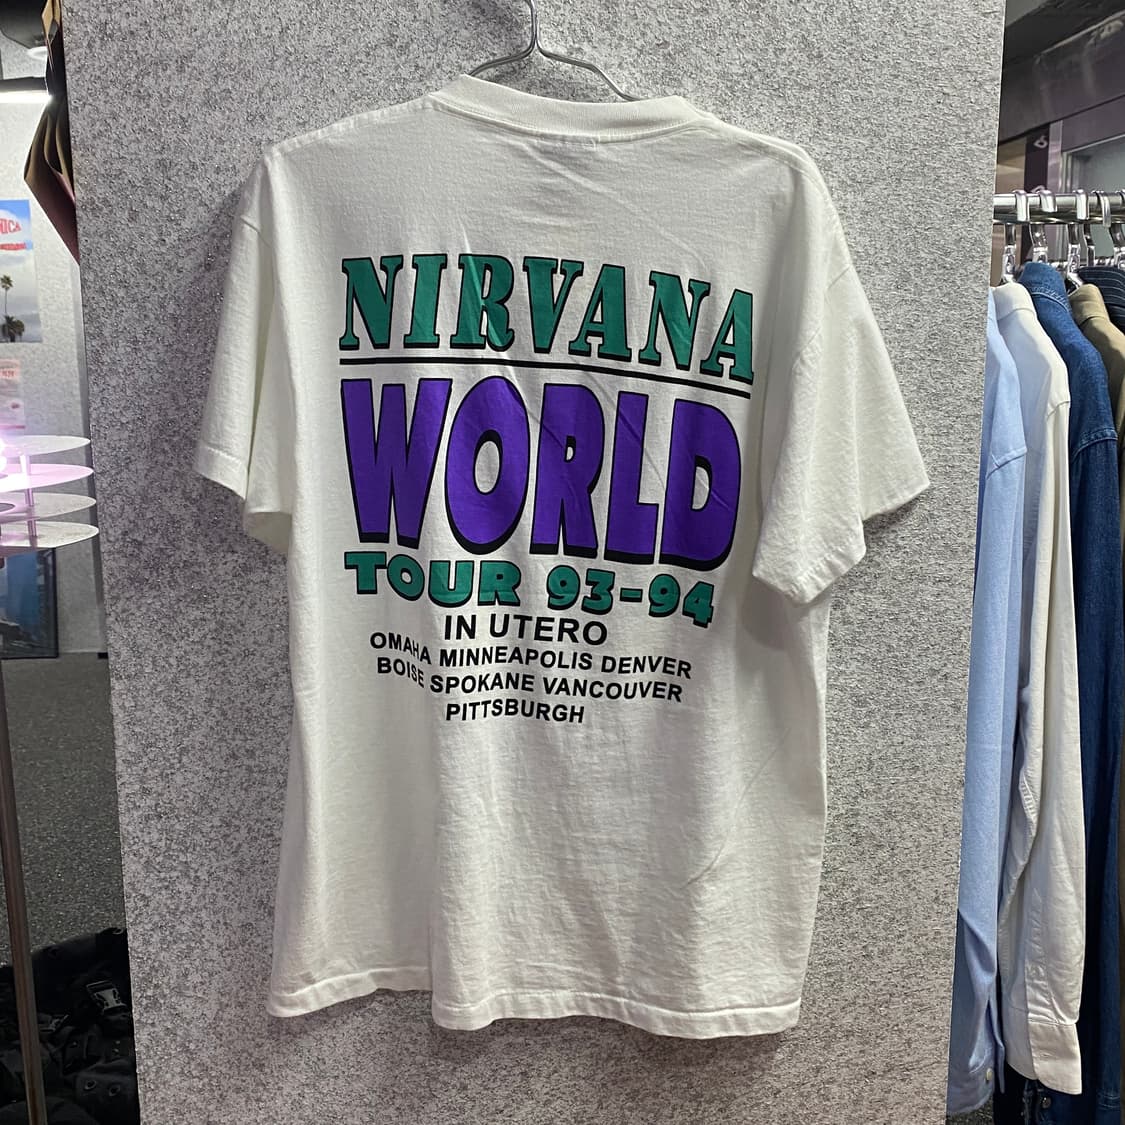 NIRVANA
WORLD
TOUR 93-94
IN UTERO
OMAHA MINNEAPOLIS DENVER
BOISE SPOKANE VANCOUVER
PITTSBURGH